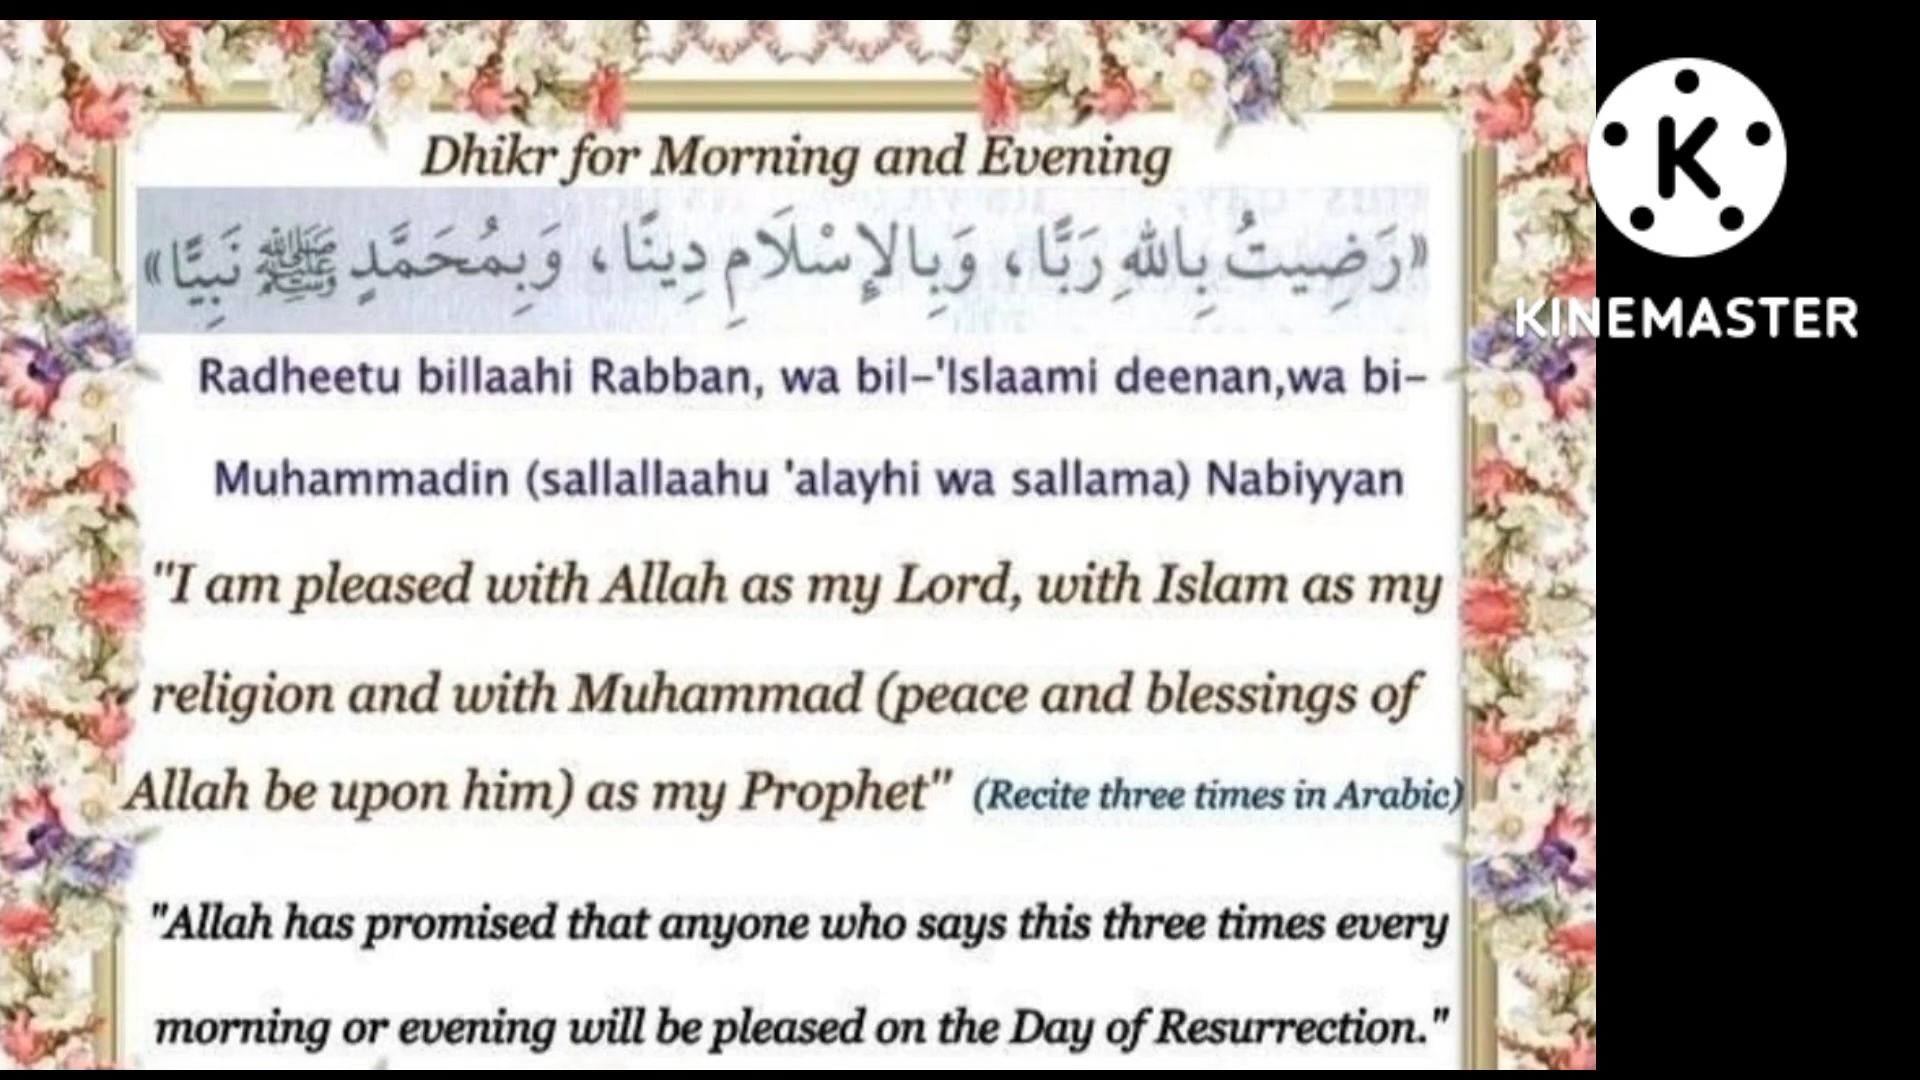 Dhikr for Morning and Evening
«رَضِيتُ بِاللهِ رَبًّا، وَبِالإِسْلَامِ دِينًا، وَبِمُحَمَّدٍ ﷺ نَبِيًّا»
Radheetu billaahi Rabban, wa bil-'Islaami deenan,wa bi-
Muhammadin (sallallaahu 'alayhi wa sallama) Nabiyyan
"I am pleased with Allah as my Lord, with Islam as my
religion and with Muhammad (peace and blessings of
Allah be upon him) as my Prophet" (Recite three times in Arabic)
"Allah has promised that anyone who says this three times every
morning or evening will be pleased on the Day of Resurrection."
K
KINEMASTER